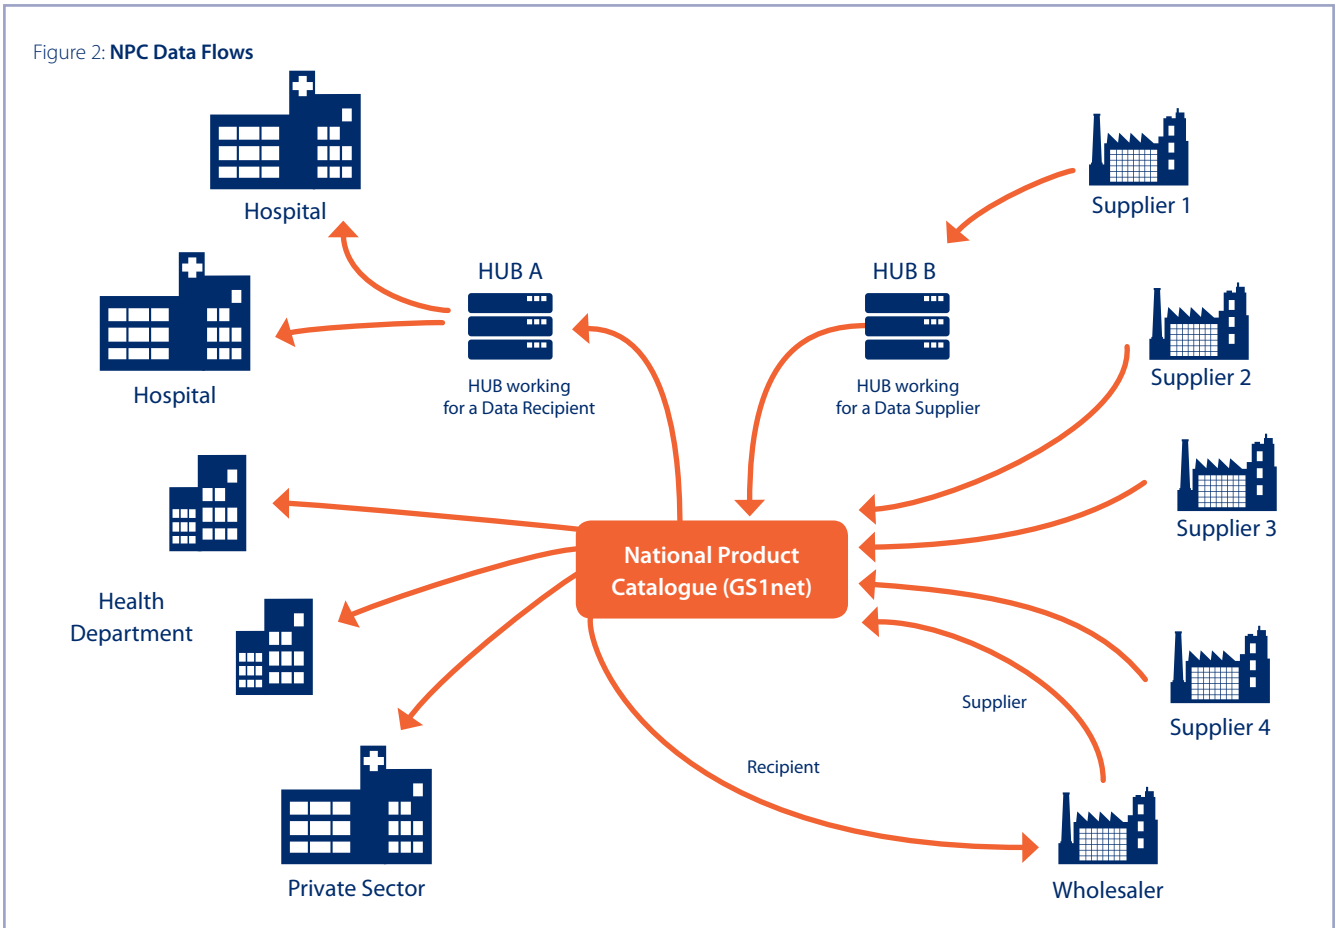 Figure 2: NPC Data Flows
Hospital
Supplier 1
HUB A
HUB B
Hospital
HUB working
for a Data Recipient
HUB working
for a Data Supplier
Supplier 2
Supplier 3
National Product
Catalogue (GS1net)
Health
Department
Supplier
Supplier 4
Recipient
Private Sector
Wholesaler